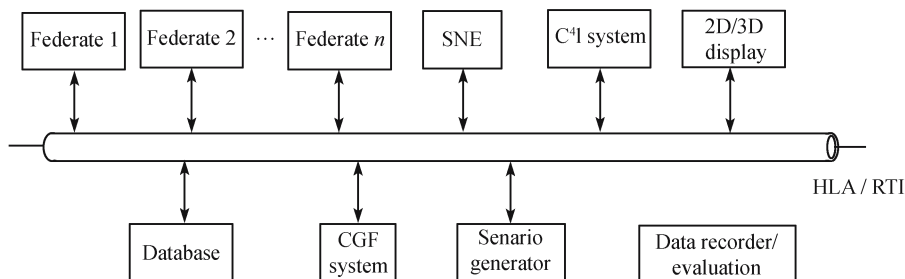 Federate 1
Federate 2
...
Federate n
SNE
C⁴I system
2D/3D
display
HLA / RTI
Database
CGF
system
Senario
generator
Data recorder/
evaluation